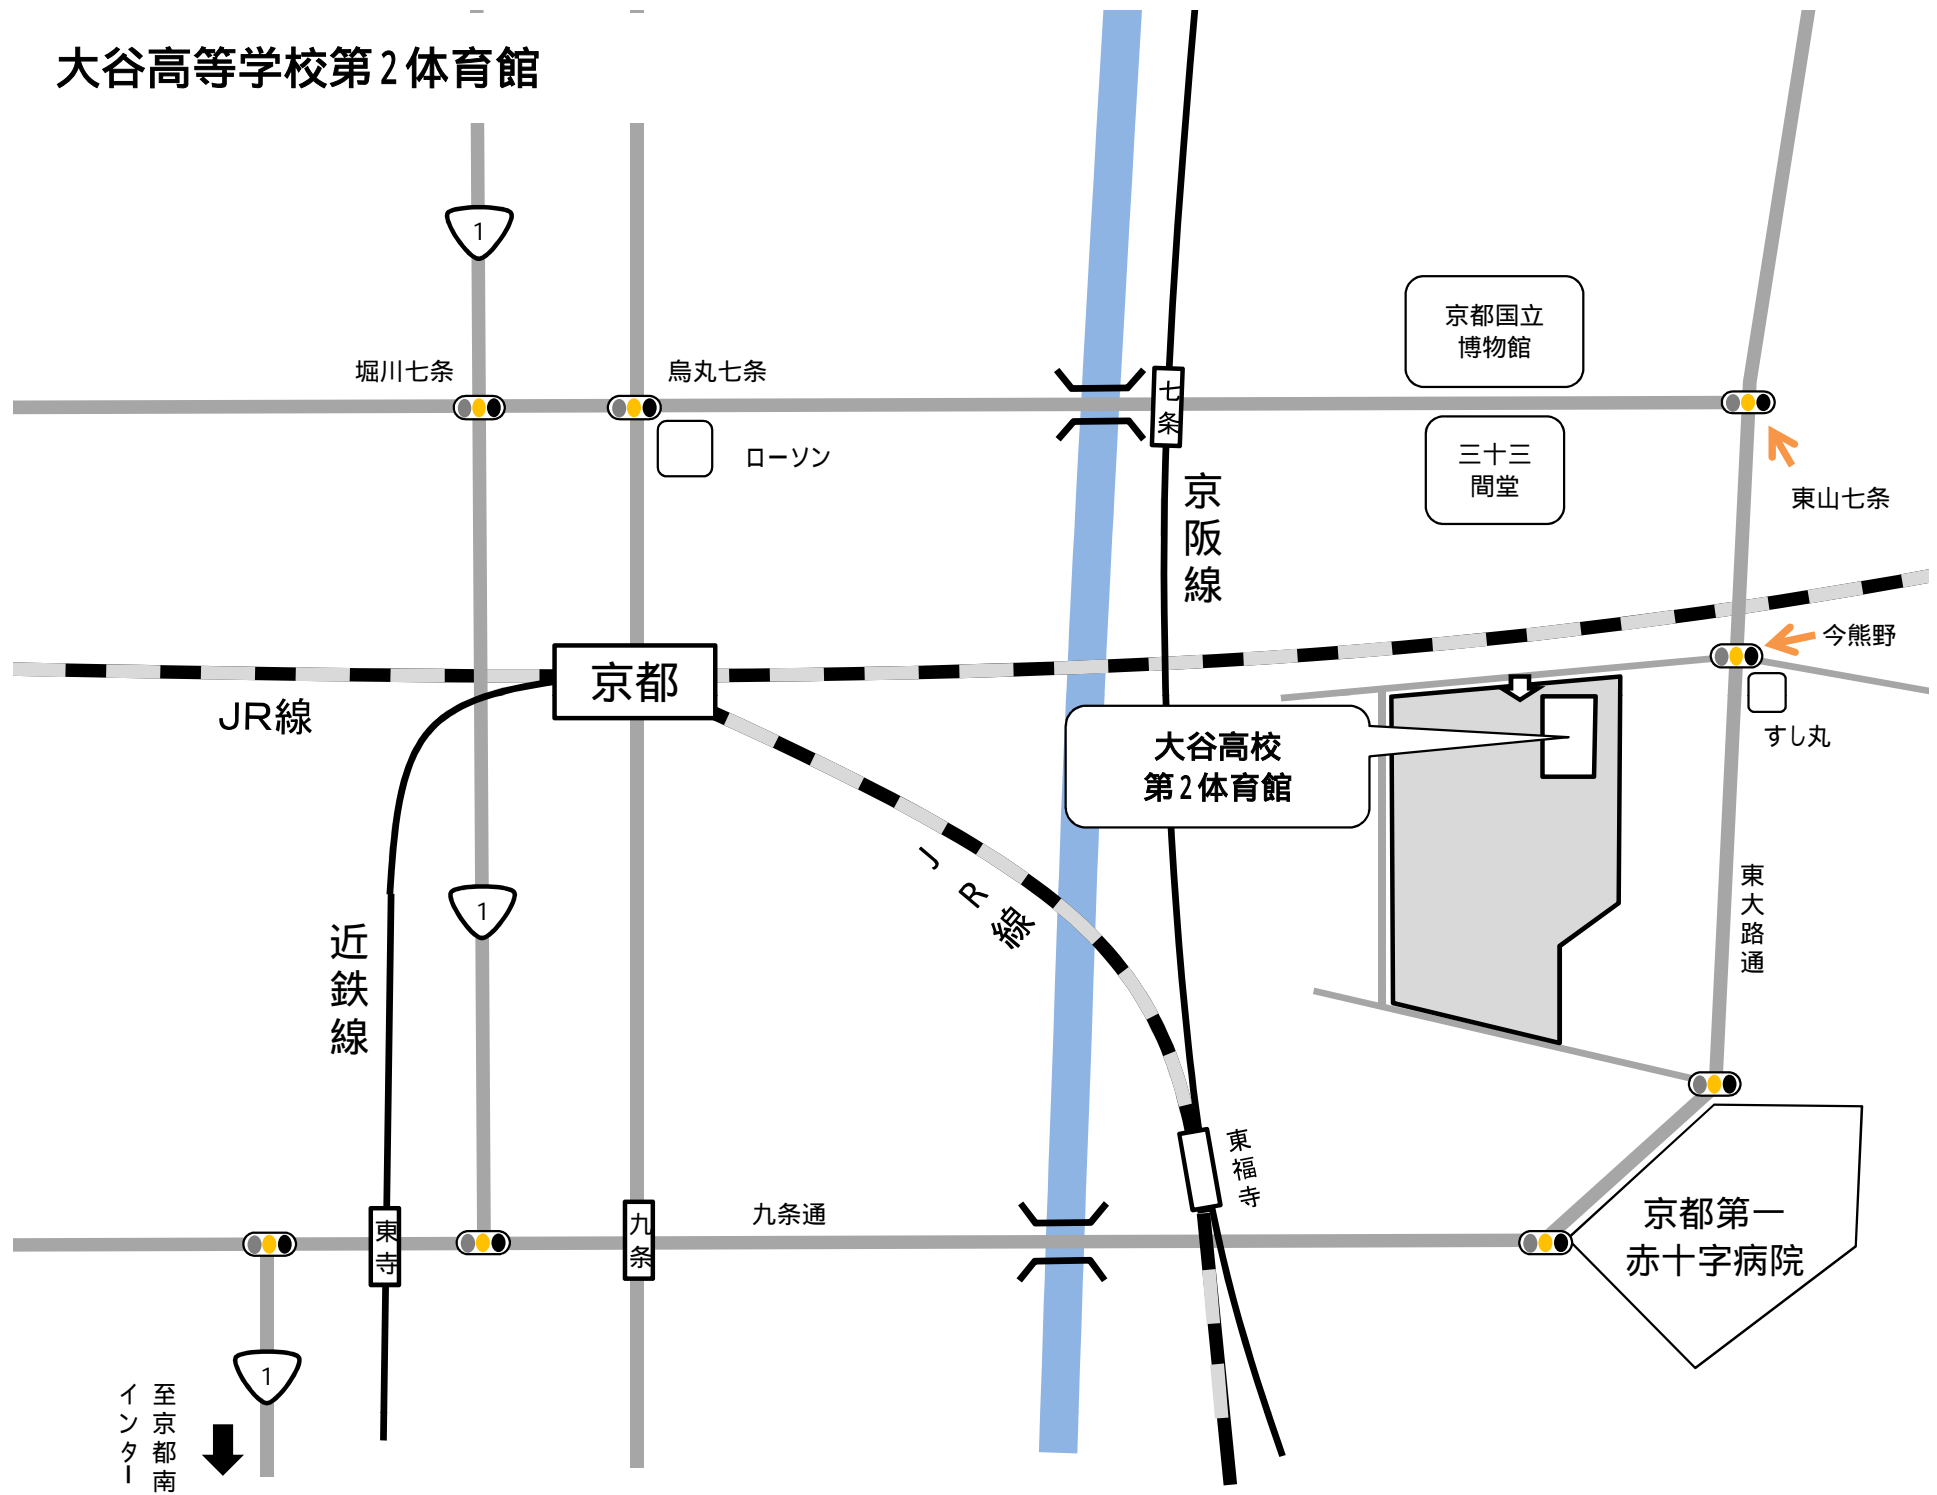 大谷高等学校第2体育館
1
京都国立
博物館
堀川七条
烏丸七条
七条
ローソン
三十三
間堂
京阪線
東山七条
今熊野
京都
JR線
大谷高校
第2体育館
すし丸
JR線
東大路通
1
近鉄線
東福寺
九条通
東寺
九条
京都第一
赤十字病院
1
至京都南
インター